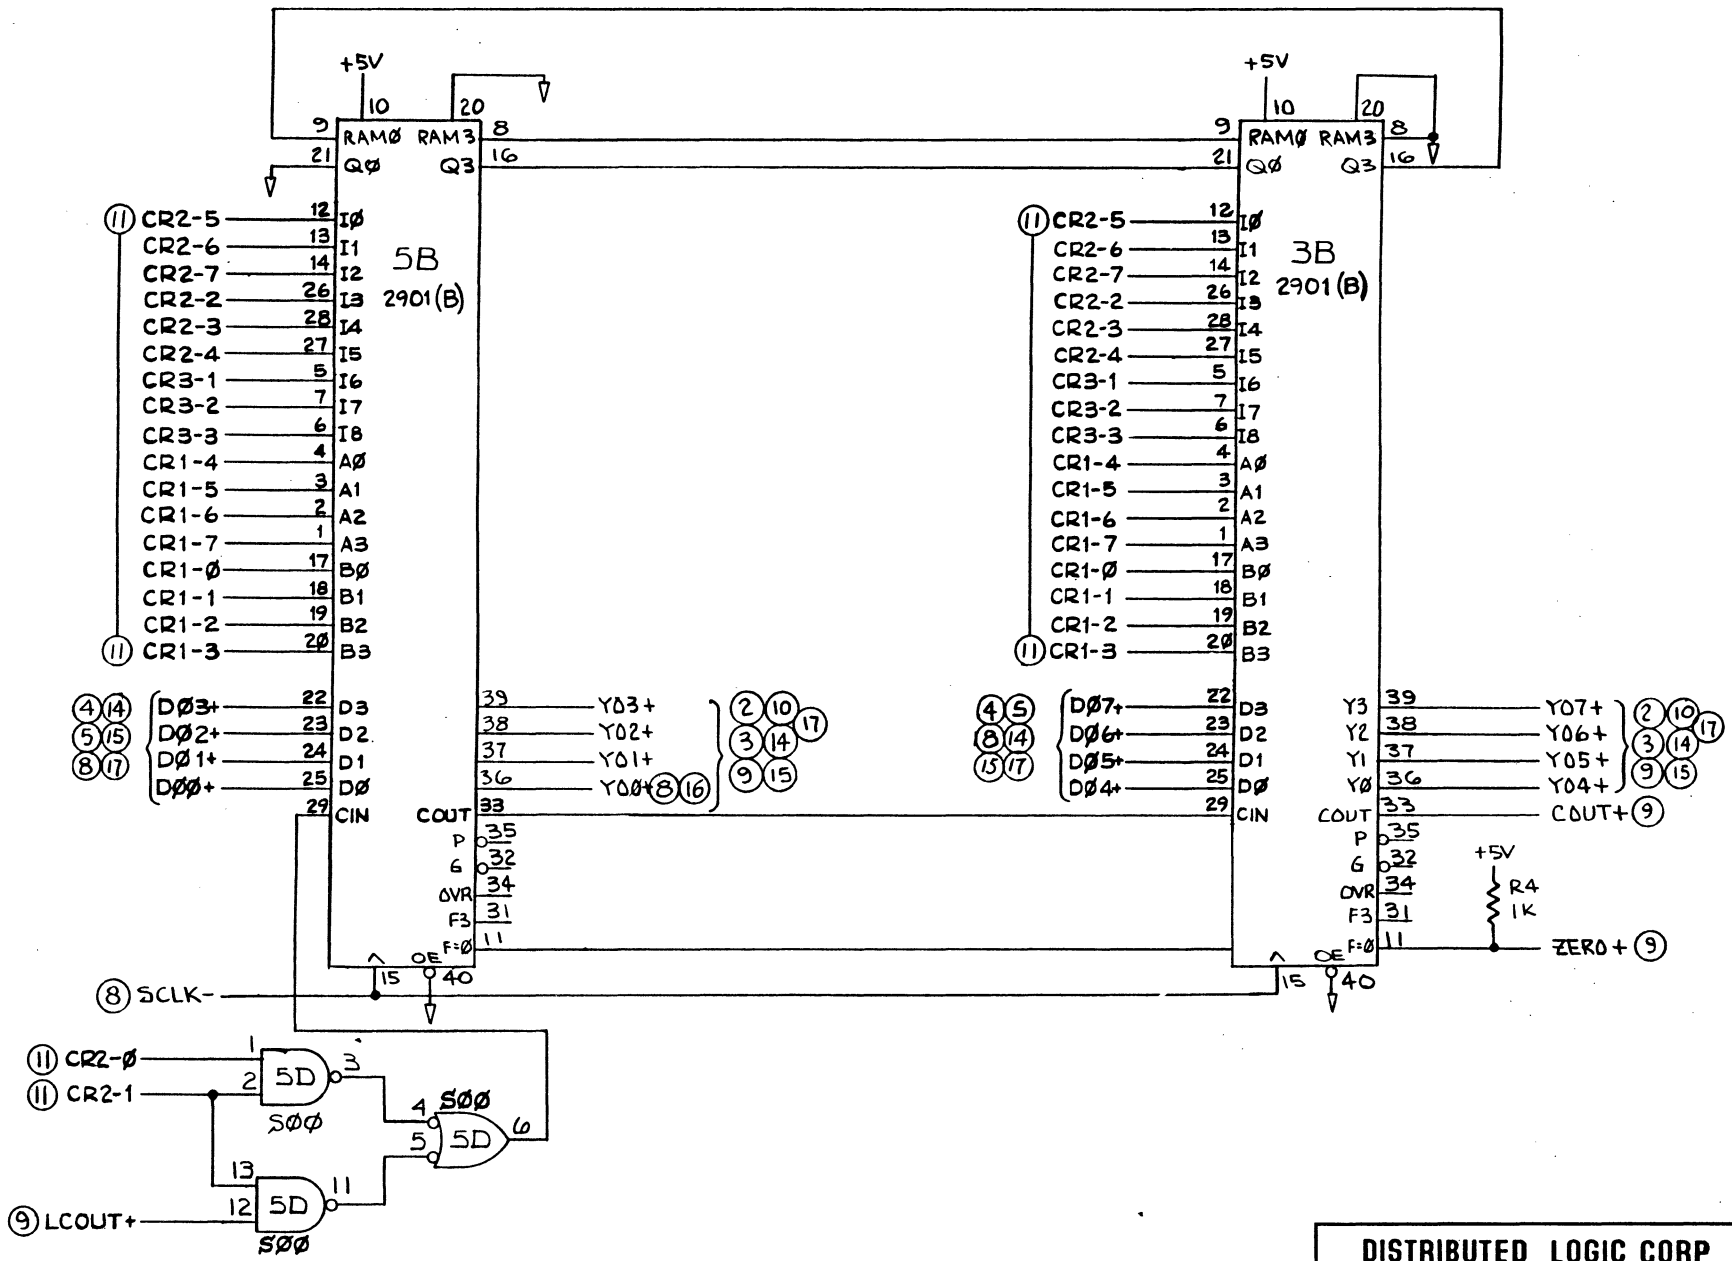 +5V +5V
10 20 10 20
9 RAMØ RAM3 8 9 RAMØ RAM3 8
21 QØ Q3 16 21 QØ Q3 16
11 CR2-5 12 IØ 11 CR2-5 12 IØ
CR2-6 13 I1 CR2-6 13 I1
5B 3B
CR2-7 14 I2 CR2-7 14 I2
2901(B) 2901(B)
CR2-2 26 I3 CR2-2 26 I3
CR2-3 28 I4 CR2-3 28 I4
CR2-4 27 I5 CR2-4 27 I5
CR3-1 5 I6 CR3-1 5 I6
CR3-2 7 I7 CR3-2 7 I7
CR3-3 6 I8 CR3-3 6 I8
CR1-4 4 AØ CR1-4 4 AØ
CR1-5 3 A1 CR1-5 3 A1
CR1-6 2 A2 CR1-6 2 A2
CR1-7 1 A3 CR1-7 1 A3
CR1-Ø 17 BØ CR1-Ø 17 BØ
CR1-1 18 B1 CR1-1 18 B1
CR1-2 19 B2 CR1-2 19 B2
11 CR1-3 20 B3 11 CR1-3 20 B3
4 14 DØ3+ 22 D3 39 YO3+ 2 10 17 4 5 DØ7+ 22 D3 Y3 39 YO7+ 2 10 17
5 15 DØ2+ 23 D2 38 YO2+ 3 14 8 14 DØ6+ 23 D2 Y2 38 YO6+ 3 14
8 17 DØ1+ 24 D1 37 YO1+ 9 15 15 17 DØ5+ 24 D1 Y1 37 YO5+ 9 15
DØØ+ 25 DØ 36 YOØ+ 8 16 DØ4+ 25 DØ YØ 36 YO4+
29 CIN COUT 33 29 CIN COUT 33 COUT+ 9
P 35 P 35
G 32 G 32 +5V
OVR 34 OVR 34 R4
F3 31 F3 31 1K
F=Ø 11 F=Ø 11 ZERO+ 9
OE OE
15 40 15 40
8 SCLK-
11 CR2-Ø 1 5D 3
11 CR2-1 2 SØØ
4 SØØ
5 5D 6
13 5D 11
9 LCOUT+ 12 SØØ
DISTRIBUTED LOGIC CORP